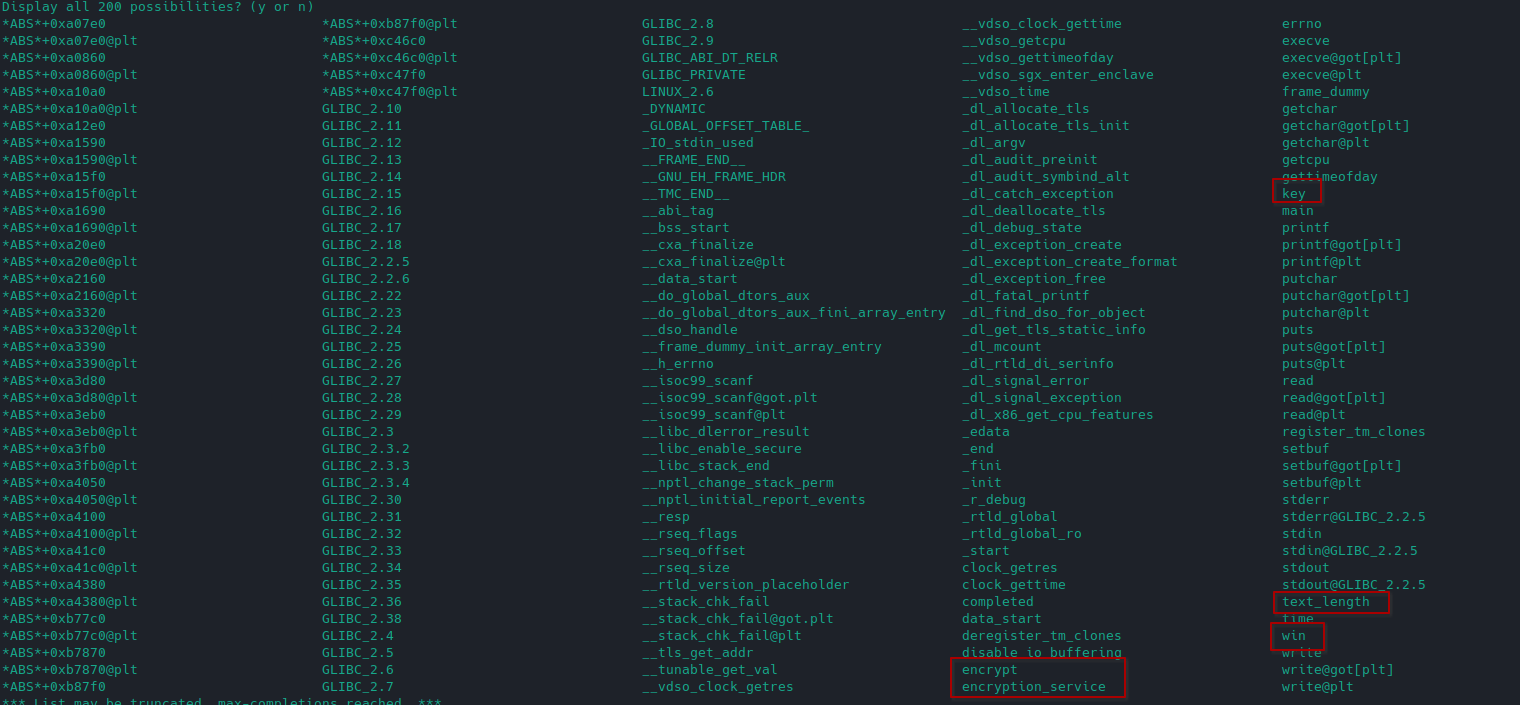 Display all 200 possibilities? (y or n)
*ABS*+0xa07e0 *ABS*+0xb87f0@plt GLIBC_2.8 __vdso_clock_gettime errno
*ABS*+0xa07e0@plt *ABS*+0xc46c0 GLIBC_2.9 __vdso_getcpu execve
*ABS*+0xa0860 *ABS*+0xc46c0@plt GLIBC_ABI_DT_RELR __vdso_gettimeofday execve@got[plt]
*ABS*+0xa0860@plt *ABS*+0xc47f0 GLIBC_PRIVATE __vdso_sgx_enter_enclave execve@plt
*ABS*+0xa10a0 *ABS*+0xc47f0@plt LINUX_2.6 __vdso_time frame_dummy
*ABS*+0xa10a0@plt GLIBC_2.10 _DYNAMIC _dl_allocate_tls getchar
*ABS*+0xa12e0 GLIBC_2.11 _GLOBAL_OFFSET_TABLE_ _dl_allocate_tls_init getchar@got[plt]
*ABS*+0xa1590 GLIBC_2.12 _IO_stdin_used _dl_argv getchar@plt
*ABS*+0xa1590@plt GLIBC_2.13 __FRAME_END__ _dl_audit_preinit getcpu
*ABS*+0xa15f0 GLIBC_2.14 __GNU_EH_FRAME_HDR _dl_audit_symbind_alt gettimeofday
*ABS*+0xa15f0@plt GLIBC_2.15 __TMC_END__ _dl_catch_exception key
*ABS*+0xa1690 GLIBC_2.16 __abi_tag _dl_deallocate_tls main
*ABS*+0xa1690@plt GLIBC_2.17 __bss_start _dl_debug_state printf
*ABS*+0xa20e0 GLIBC_2.18 __cxa_finalize _dl_exception_create printf@got[plt]
*ABS*+0xa20e0@plt GLIBC_2.2.5 __cxa_finalize@plt _dl_exception_create_format printf@plt
*ABS*+0xa2160 GLIBC_2.2.6 __data_start _dl_exception_free putchar
*ABS*+0xa2160@plt GLIBC_2.22 __do_global_dtors_aux _dl_fatal_printf putchar@got[plt]
*ABS*+0xa3320 GLIBC_2.23 __do_global_dtors_aux_fini_array_entry _dl_find_dso_for_object putchar@plt
*ABS*+0xa3320@plt GLIBC_2.24 __dso_handle _dl_get_tls_static_info puts
*ABS*+0xa3390 GLIBC_2.25 __frame_dummy_init_array_entry _dl_mcount puts@got[plt]
*ABS*+0xa3390@plt GLIBC_2.26 __h_errno _dl_rtld_di_serinfo puts@plt
*ABS*+0xa3d80 GLIBC_2.27 __isoc99_scanf _dl_signal_error read
*ABS*+0xa3d80@plt GLIBC_2.28 __isoc99_scanf@got.plt _dl_signal_exception read@got[plt]
*ABS*+0xa3eb0 GLIBC_2.29 __isoc99_scanf@plt _dl_x86_get_cpu_features read@plt
*ABS*+0xa3eb0@plt GLIBC_2.3 __libc_dlerror_result _edata register_tm_clones
*ABS*+0xa3fb0 GLIBC_2.3.2 __libc_enable_secure _end setbuf
*ABS*+0xa3fb0@plt GLIBC_2.3.3 __libc_stack_end _fini setbuf@got[plt]
*ABS*+0xa4050 GLIBC_2.3.4 __nptl_change_stack_perm _init setbuf@plt
*ABS*+0xa4050@plt GLIBC_2.30 __nptl_initial_report_events _r_debug stderr
*ABS*+0xa4100 GLIBC_2.31 __resp _rtld_global stderr@GLIBC_2.2.5
*ABS*+0xa4100@plt GLIBC_2.32 __rseq_flags _rtld_global_ro stdin
*ABS*+0xa41c0 GLIBC_2.33 __rseq_offset _start stdin@GLIBC_2.2.5
*ABS*+0xa41c0@plt GLIBC_2.34 __rseq_size clock_getres stdout
*ABS*+0xa4380 GLIBC_2.35 __rtld_version_placeholder clock_gettime stdout@GLIBC_2.2.5
*ABS*+0xa4380@plt GLIBC_2.36 __stack_chk_fail completed text_length
*ABS*+0xb77c0 GLIBC_2.38 __stack_chk_fail@got.plt data_start time
*ABS*+0xb77c0@plt GLIBC_2.4 __stack_chk_fail@plt deregister_tm_clones win
*ABS*+0xb7870 GLIBC_2.5 __tls_get_addr disable_io_buffering write
*ABS*+0xb7870@plt GLIBC_2.6 __tunable_get_val encrypt write@got[plt]
*ABS*+0xb87f0 GLIBC_2.7 __vdso_clock_getres encryption_service write@plt
*** List may be truncated, max-completions reached. ***